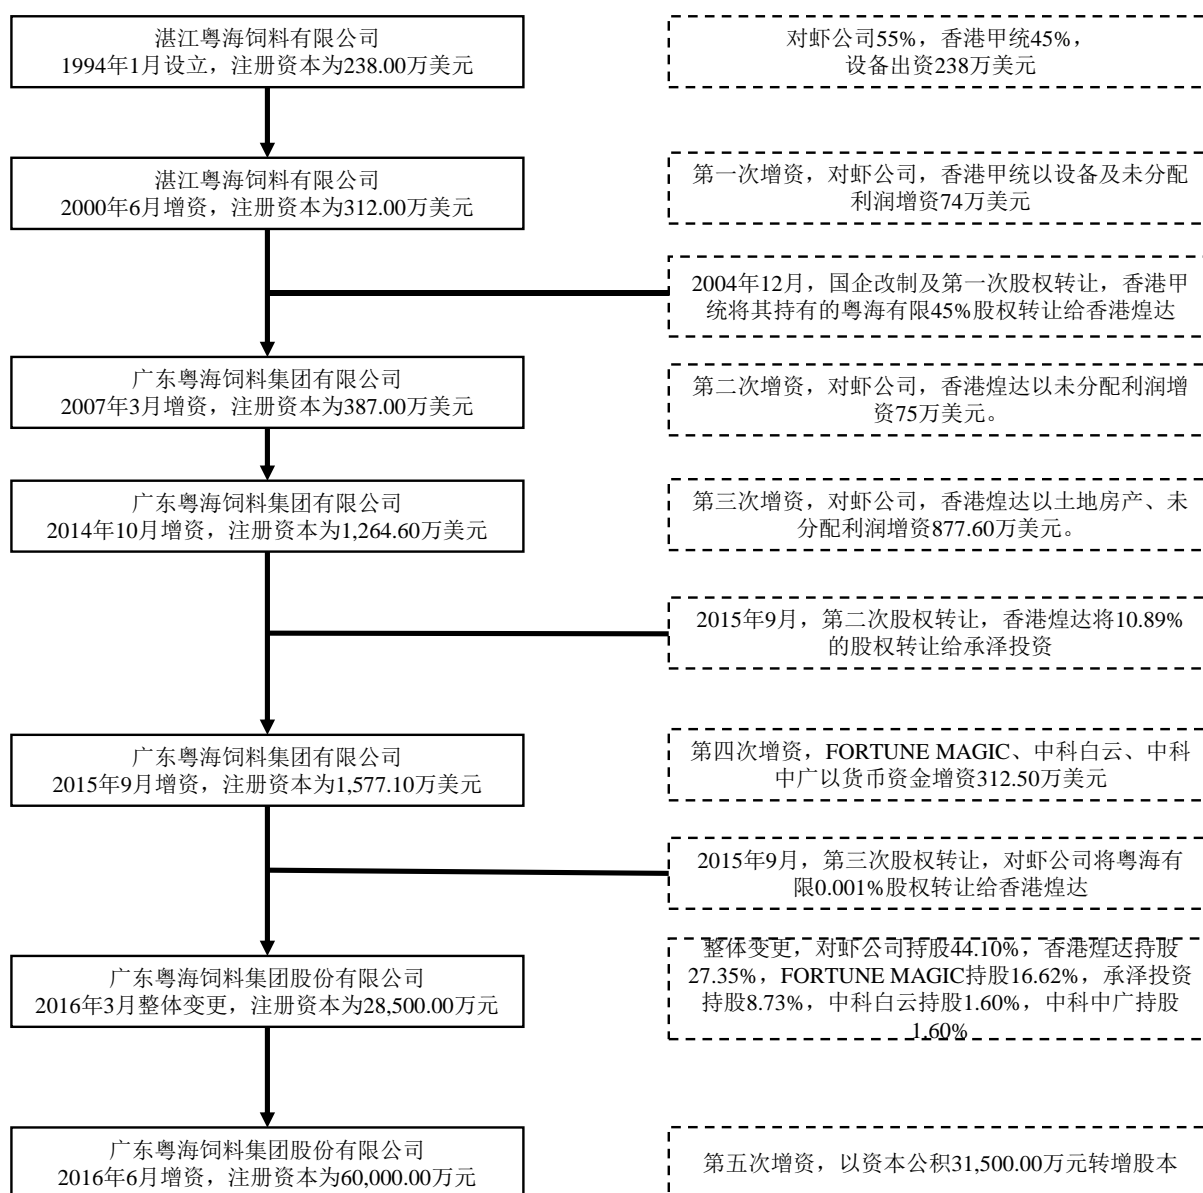 湛江粤海饲料有限公司
1994年1月设立，注册资本为238.00万美元
对虾公司55%，香港甲统45%，
设备出资238万美元
湛江粤海饲料有限公司
2000年6月增资，注册资本为312.00万美元
第一次增资，对虾公司，香港甲统以设备及未分配
利润增资74万美元
2004年12月，国企改制及第一次股权转让，香港甲
统将其持有的粤海有限45%股权转让给香港煌达
广东粤海饲料集团有限公司
2007年3月增资，注册资本为387.00万美元
第二次增资，对虾公司，香港煌达以未分配利润增
资75万美元。
广东粤海饲料集团有限公司
2014年10月增资，注册资本为1,264.60万美元
第三次增资，对虾公司，香港煌达以土地房产、未
分配利润增资877.60万美元。
2015年9月，第二次股权转让，香港煌达将10.89%
的股权转让给承泽投资
广东粤海饲料集团有限公司
2015年9月增资，注册资本为1,577.10万美元
第四次增资，FORTUNE MAGIC、中科白云、中科
中广以货币资金增资312.50万美元
2015年9月，第三次股权转让，对虾公司将粤海有
限0.001%股权转让给香港煌达
广东粤海饲料集团股份有限公司
2016年3月整体变更，注册资本为28,500.00万元
整体变更，对虾公司持股44.10%，香港煌达持股
27.35%，FORTUNE MAGIC持股16.62%，承泽投资
持股8.73%，中科白云持股1.60%，中科中广持股
1.60%
广东粤海饲料集团股份有限公司
2016年6月增资，注册资本为60,000.00万元
第五次增资，以资本公积31,500.00万元转增股本